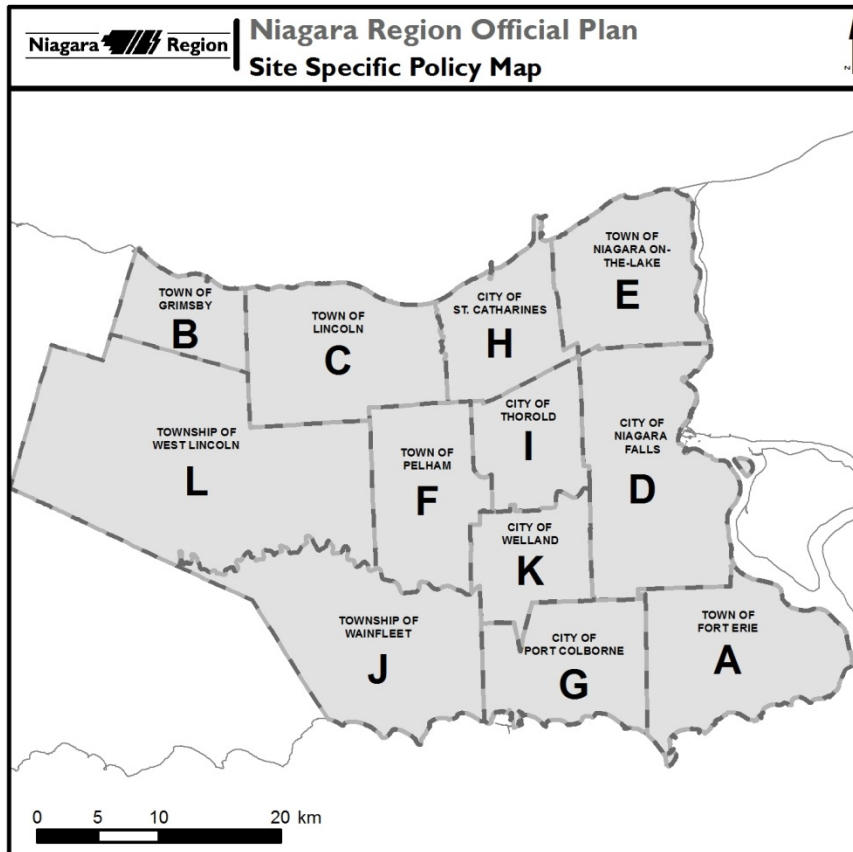 Niagara Region
Niagara Region Official Plan
Site Specific Policy Map
N
TOWN OF
NIAGARA ON-
THE-LAKE
E
TOWN OF
GRIMSBY
B
TOWN OF
LINCOLN
C
CITY OF
ST. CATHARINES
H
CITY OF
THOROLD
I
CITY OF
NIAGARA
FALLS
D
TOWNSHIP OF
WEST LINCOLN
L
TOWN OF
PELHAM
F
CITY OF
WELLAND
K
TOWNSHIP OF
WAINFLEET
J
CITY OF
PORT COLBORNE
G
TOWN OF
FORT ERIE
A
0 5 10 20 km